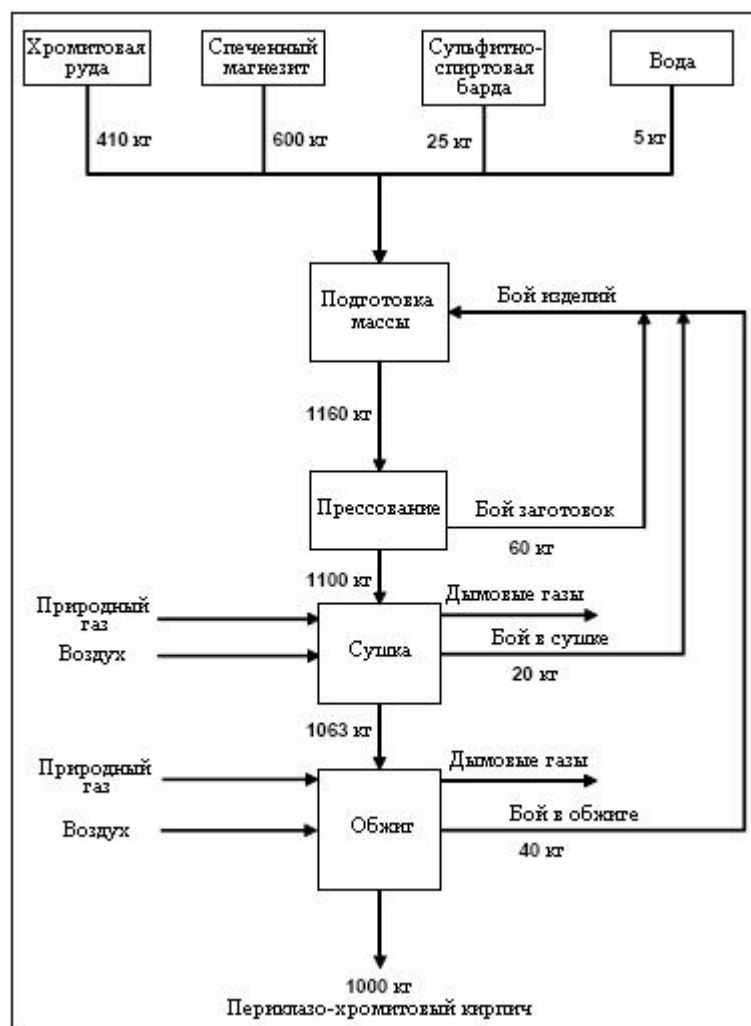 Хромитовая
руда
Спеченный
магнезит
Сульфитно-
спиртовая
барда
Вода
410 кг
600 кг
25 кг
5 кг
Подготовка
массы
Бой изделий
1160 кг
Прессование
Бой заготовок
60 кг
1100 кг
Природный
газ
Воздух
Сушка
Дымовые газы
Бой в сушке
20 кг
1063 кг
Природный
газ
Воздух
Обжиг
Дымовые газы
Бой в обжиге
40 кг
1000 кг
Периклазо-хромитовый кирпич